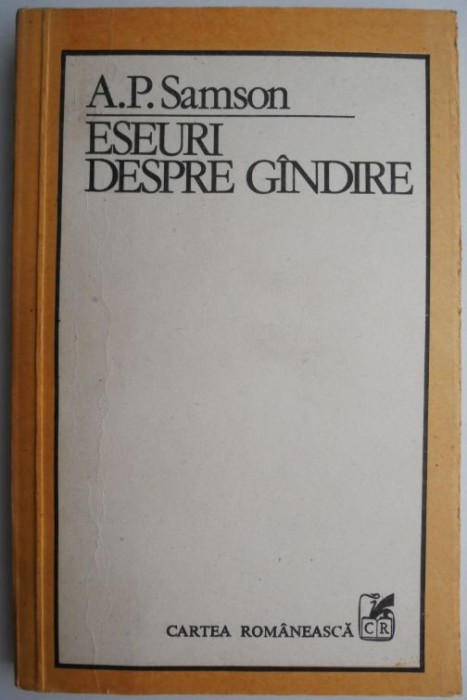 A.P. Samson
ESEURI
DESPRE GÎNDIRE
CARTEA ROMÂNEASCĂ
CR